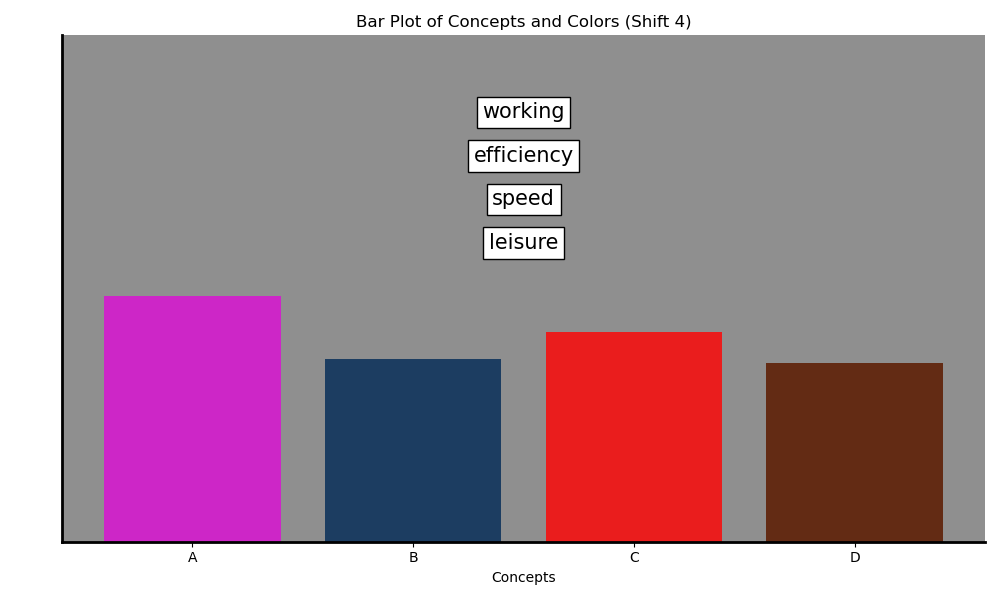 Bar Plot of Concepts and Colors (Shift 4)
working
efficiency
speed
leisure
A B C D
Concepts